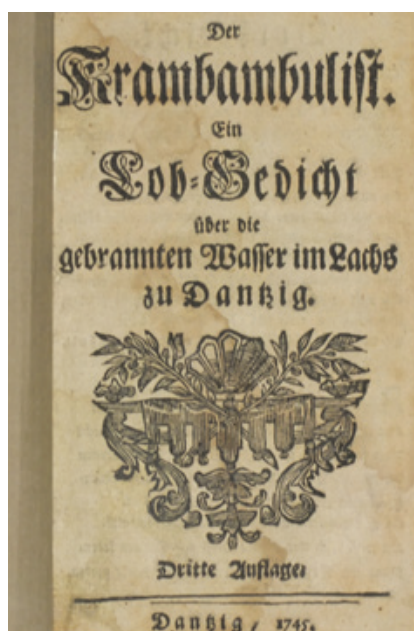 Der
Krambambulist.
Ein
Lob-Gedicht
über die
gebrannten Wasser im Lachs
zu Dantzig.
Dritte Auflage.
Dantzig, 1745.